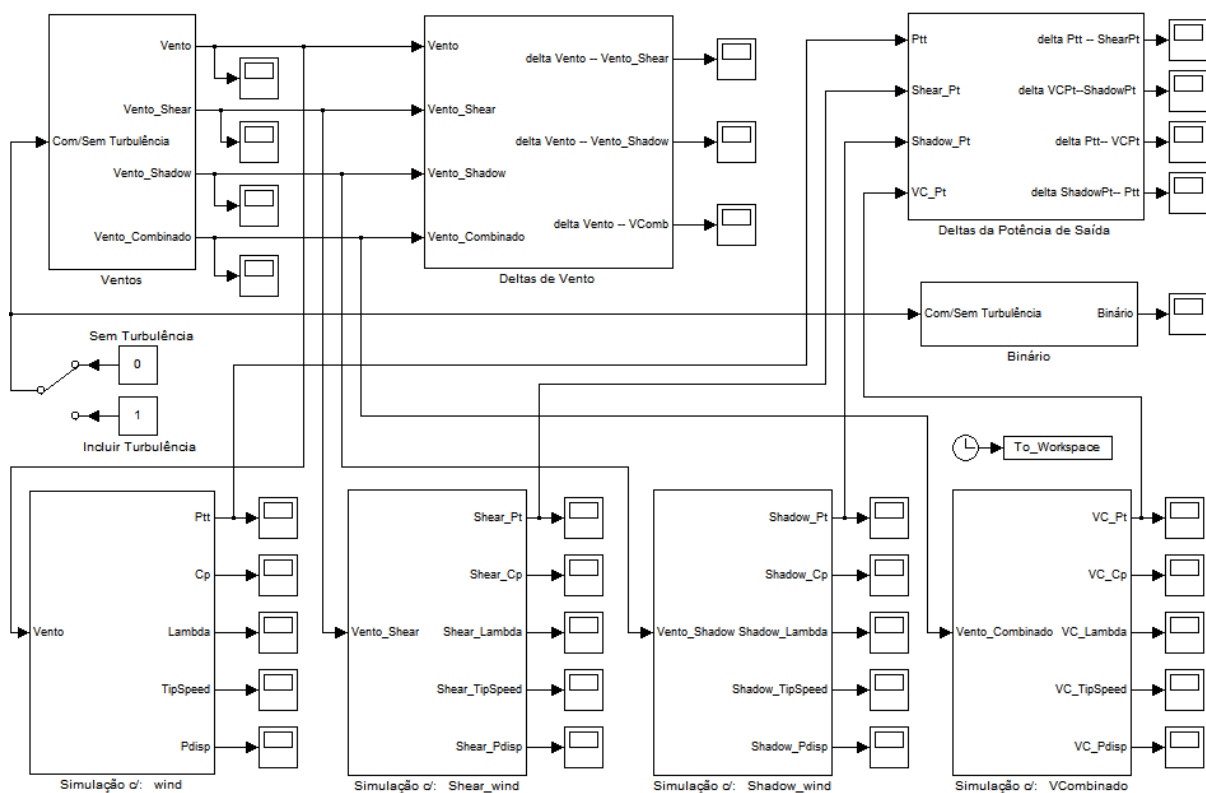 Vento
Vento_Shear
Com/Sem Turbulência
Vento_Shadow
Vento_Combinado
Ventos
Vento
delta Vento -- Vento_Shear
Vento_Shear
delta Vento -- Vento_Shadow
Vento_Shadow
delta Vento -- VComb
Vento_Combinado
Deltas de Vento
Ptt
delta Ptt -- ShearPt
Shear_Pt
delta VCPt--ShadowPt
Shadow_Pt
delta Ptt-- VCPt
VC_Pt
delta ShadowPt-- Ptt
Deltas da Potência de Saída
Com/Sem Turbulência
Binário
Binário
Sem Turbulência
0
1
Incluir Turbulência
To_Workspace
Ptt
Cp
Vento
Lambda
TipSpeed
Pdisp
Simulação c/: wind
Shear_Pt
Shear_Cp
Vento_Shear
Shear_Lambda
Shear_TipSpeed
Shear_Pdisp
Simulação c/: Shear_wind
Shadow_Pt
Shadow_Cp
Vento_Shadow
Shadow_Lambda
Shadow_TipSpeed
Shadow_Pdisp
Simulação c/: Shadow_wind
VC_Pt
VC_Cp
Vento_Combinado
VC_Lambda
VC_TipSpeed
VC_Pdisp
Simulação c/: VCombinado